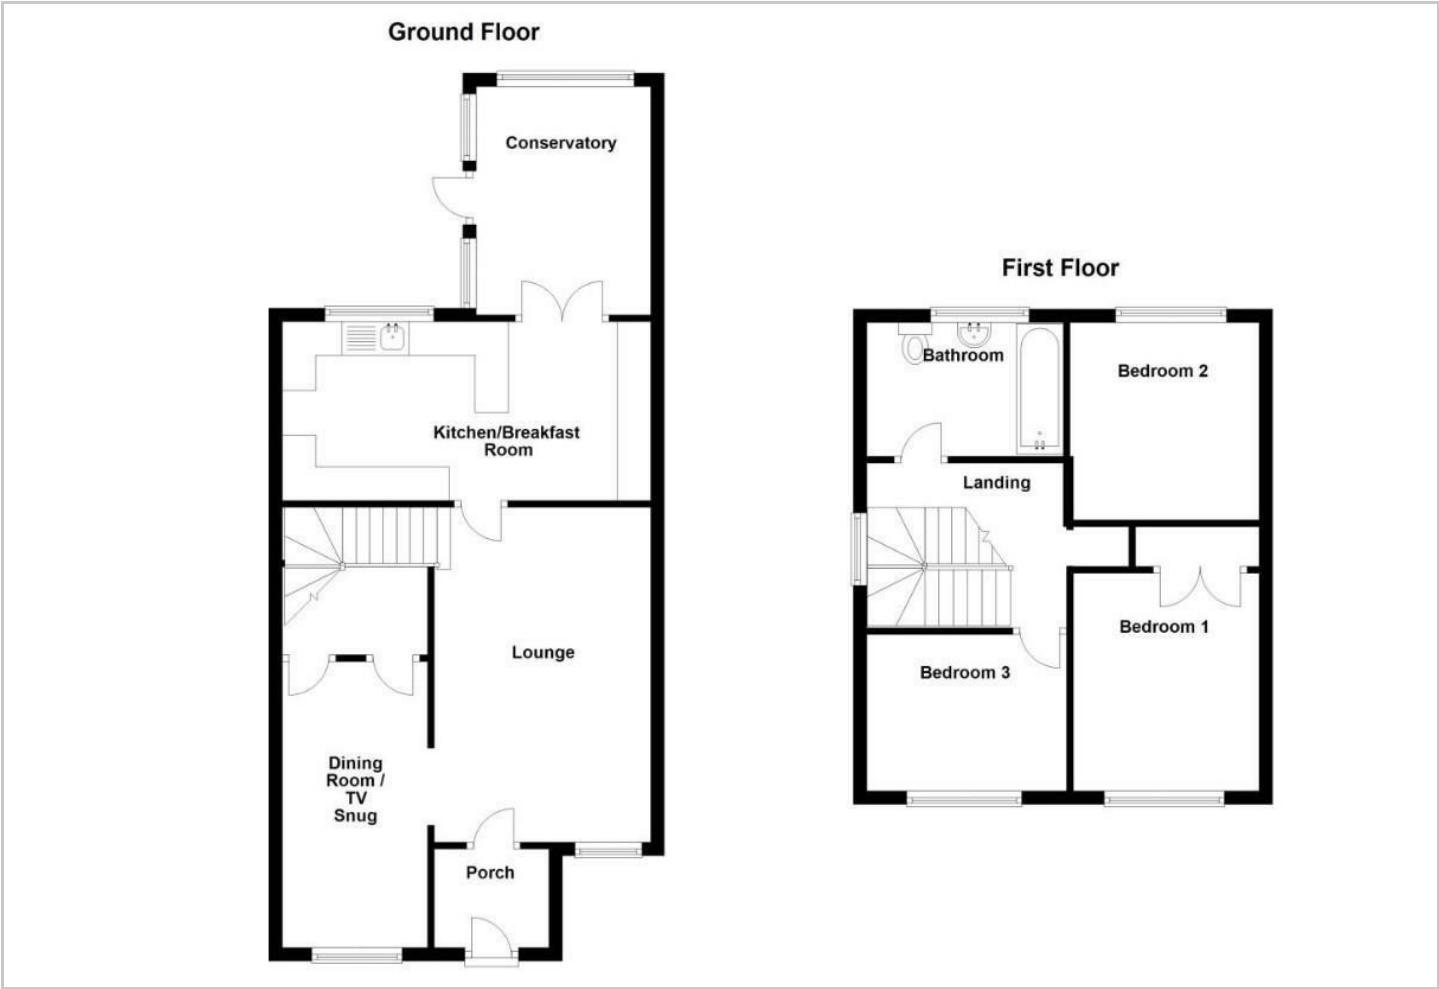 Ground Floor
Conservatory
Kitchen/Breakfast
Room
Lounge
Dining
Room /
TV
Snug
Porch
First Floor
Bathroom
Bedroom 2
Landing
Bedroom 1
Bedroom 3